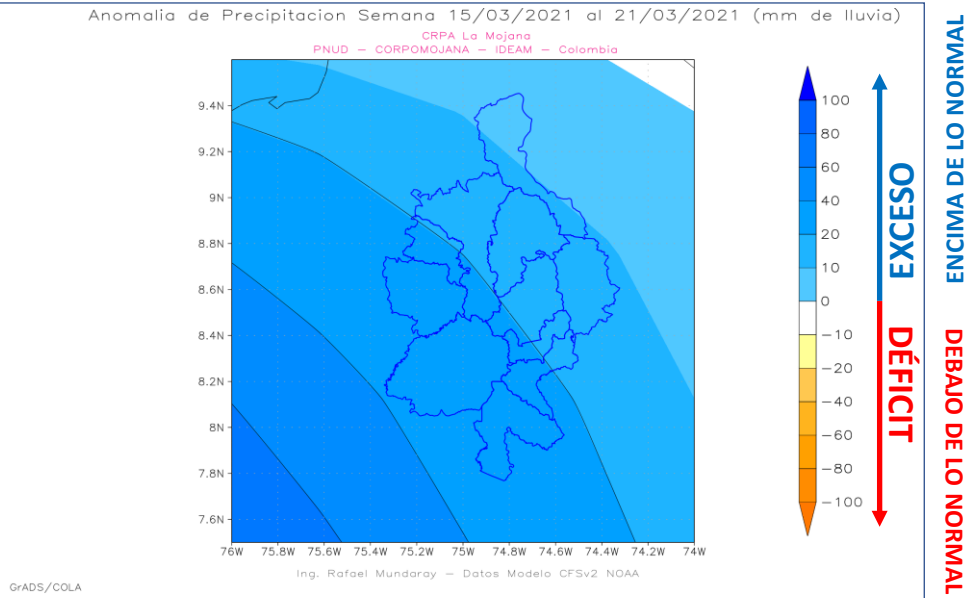 Anomalia de Precipitacion Semana 15/03/2021 al 21/03/2021 (mm de lluvia)
CRPA La Mojana
PNUD – CORPOMOJANA – IDEAM – Colombia
9.4N
9.2N
9N
8.8N
8.6N
8.4N
8.2N
8N
7.8N
7.6N
76W 75.8W 75.6W 75.4W 75.2W 75W 74.8W 74.6W 74.4W 74.2W 74W
Ing. Rafael Mundaray – Datos Modelo CFSv2 NOAA
GrADS/COLA
100
80
60
40
20
10
0
−10
−20
−40
−60
−80
−100
EXCESO
DÉFICIT
ENCIMA DE LO NORMAL
DEBAJO DE LO NORMAL